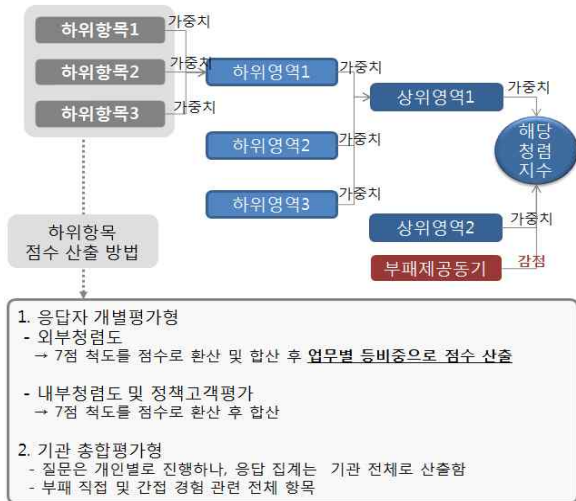 하위항목1
가중치
하위항목2
가중치
하위항목3
가중치
하위영역1
가중치
하위영역2
가중치
하위영역3
가중치
상위영역1
가중치
상위영역2
가중치
부패제공동기
감점
해당
청렴
지수
하위항목
점수 산출 방법
1. 응답자 개별평가형
- 외부청렴도
→ 7점 척도를 점수로 환산 및 합산 후 업무별 등비중으로 점수 산출
- 내부청렴도 및 정책고객평가
→ 7점 척도를 점수로 환산 후 합산
2. 기관 종합평가형
- 질문은 개인별로 진행하나, 응답 집계는 기관 전체로 산출함
- 부패 직접 및 간접 경험 관련 전체 항목